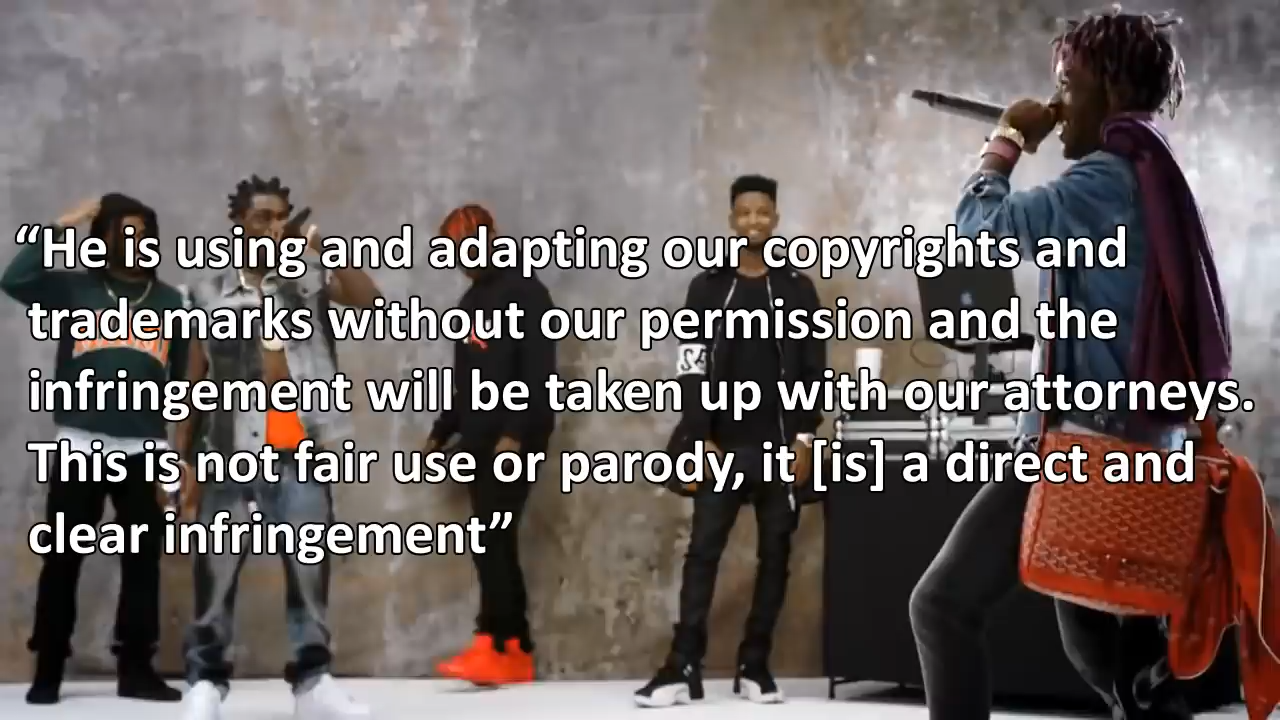 “He is using and adapting our copyrights and
trademarks without our permission and the
infringement will be taken up with our attorneys.
This is not fair use or parody, it [is] a direct and
clear infringement”